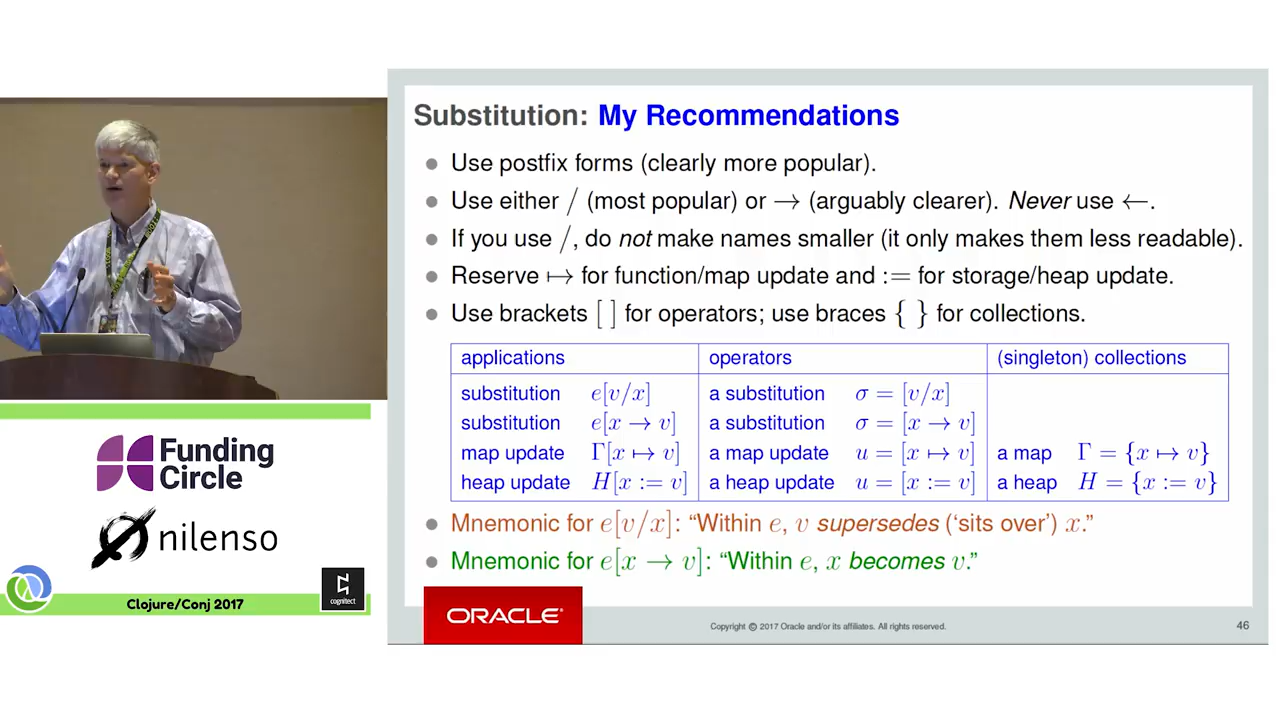 Substitution: My Recommendations
● Use postfix forms (clearly more popular).
● Use either / (most popular) or → (arguably clearer). Never use ←.
● If you use /, do not make names smaller (it only makes them less readable).
● Reserve ↦ for function/map update and := for storage/heap update.
● Use brackets [ ] for operators; use braces { } for collections.
applications operators (singleton) collections
substitution e[v/x] a substitution σ = [v/x]
substitution e[x → v] a substitution σ = [x → v]
map update Γ[x ↦ v] a map update u = [x ↦ v] a map Γ = {x ↦ v}
heap update H[x := v] a heap update u = [x := v] a heap H = {x := v}
● Mnemonic for e[v/x]: “Within e, v supersedes (‘sits over’) x.”
● Mnemonic for e[x → v]: “Within e, x becomes v.”
ORACLE®
Copyright © 2017 Oracle and/or its affiliates. All rights reserved.
46
Funding
Circle
nilenso
Clojure/Conj 2017
cognitect